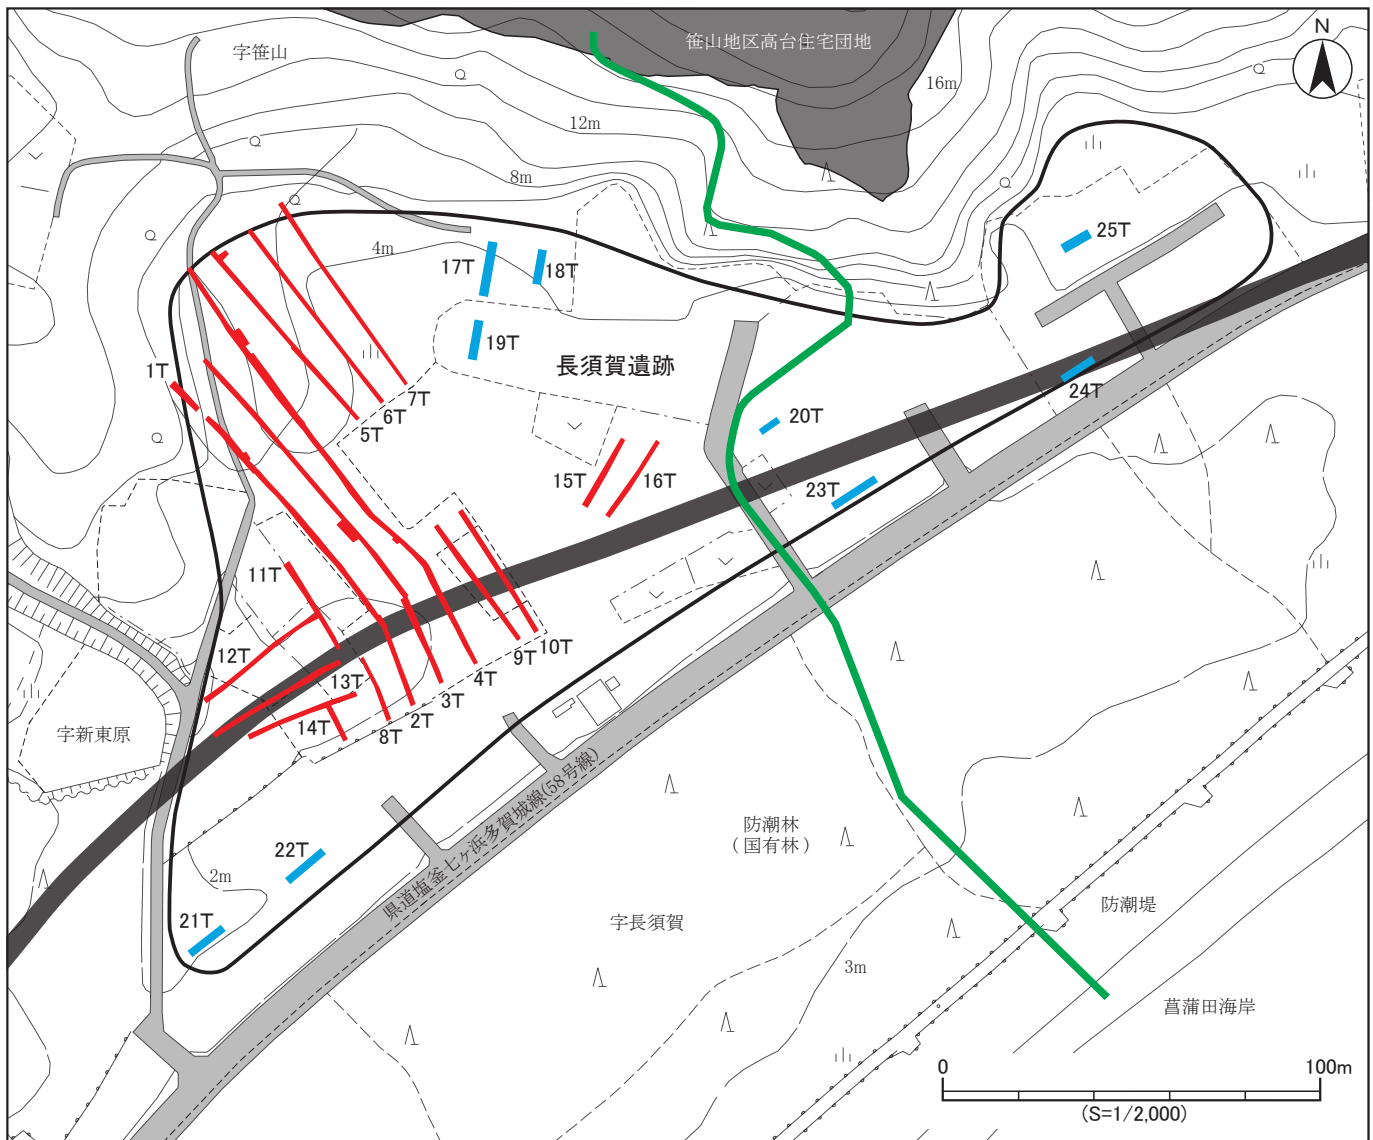 字笹山
笹山地区高台住宅団地
N
16m
12m
8m
4m
25T
17T
18T
19T
長須賀遺跡
1T
7T
6T
5T
24T
20T
15T
16T
23T
11T
12T
13T
9T
10T
4T
3T
2T
8T
14T
字新東原
県道塩釜七ヶ浜多賀城線(58号線)
22T
2m
21T
防潮林
(国有林)
字長須賀
防潮堤
3m
菖蒲田海岸
0
100m
(S=1/2,000)